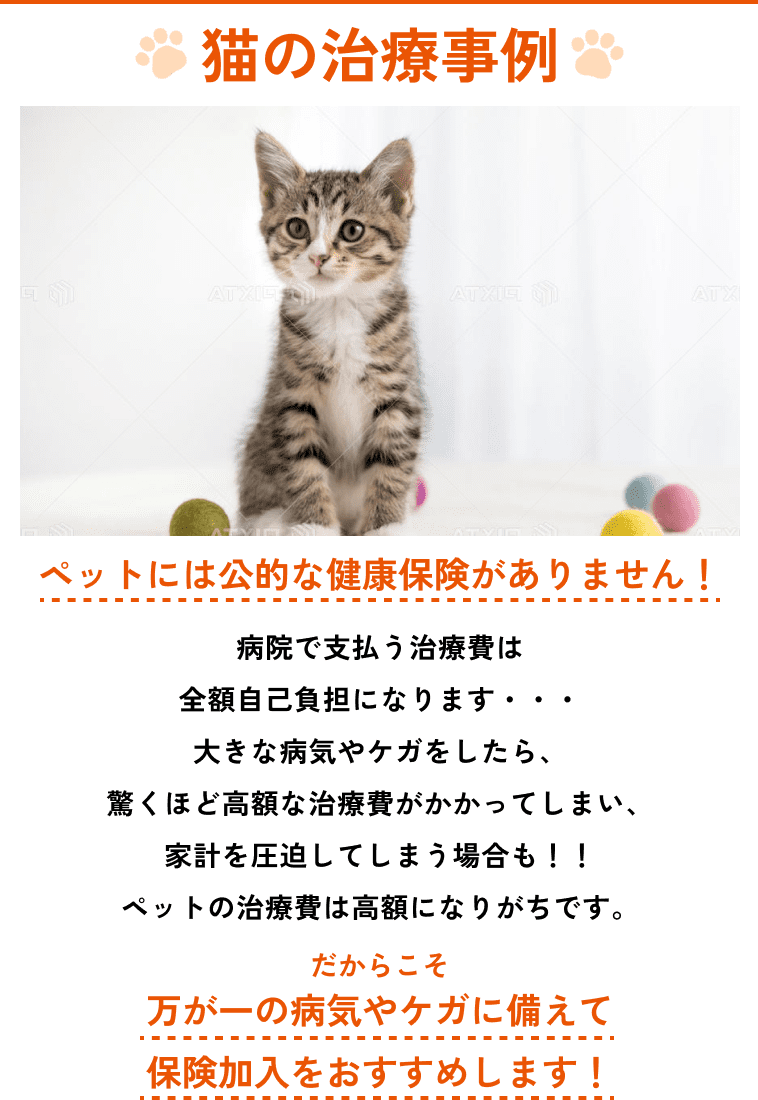 猫の治療事例
ペットには公的な健康保険がありません！
病院で支払う治療費は
全額自己負担になります・・・
大きな病気やケガをしたら、
驚くほど高額な治療費がかかってしまい、
家計を圧迫してしまう場合も！！
ペットの治療費は高額になりがちです。
だからこそ
万が一の病気やケガに備えて
保険加入をおすすめします！